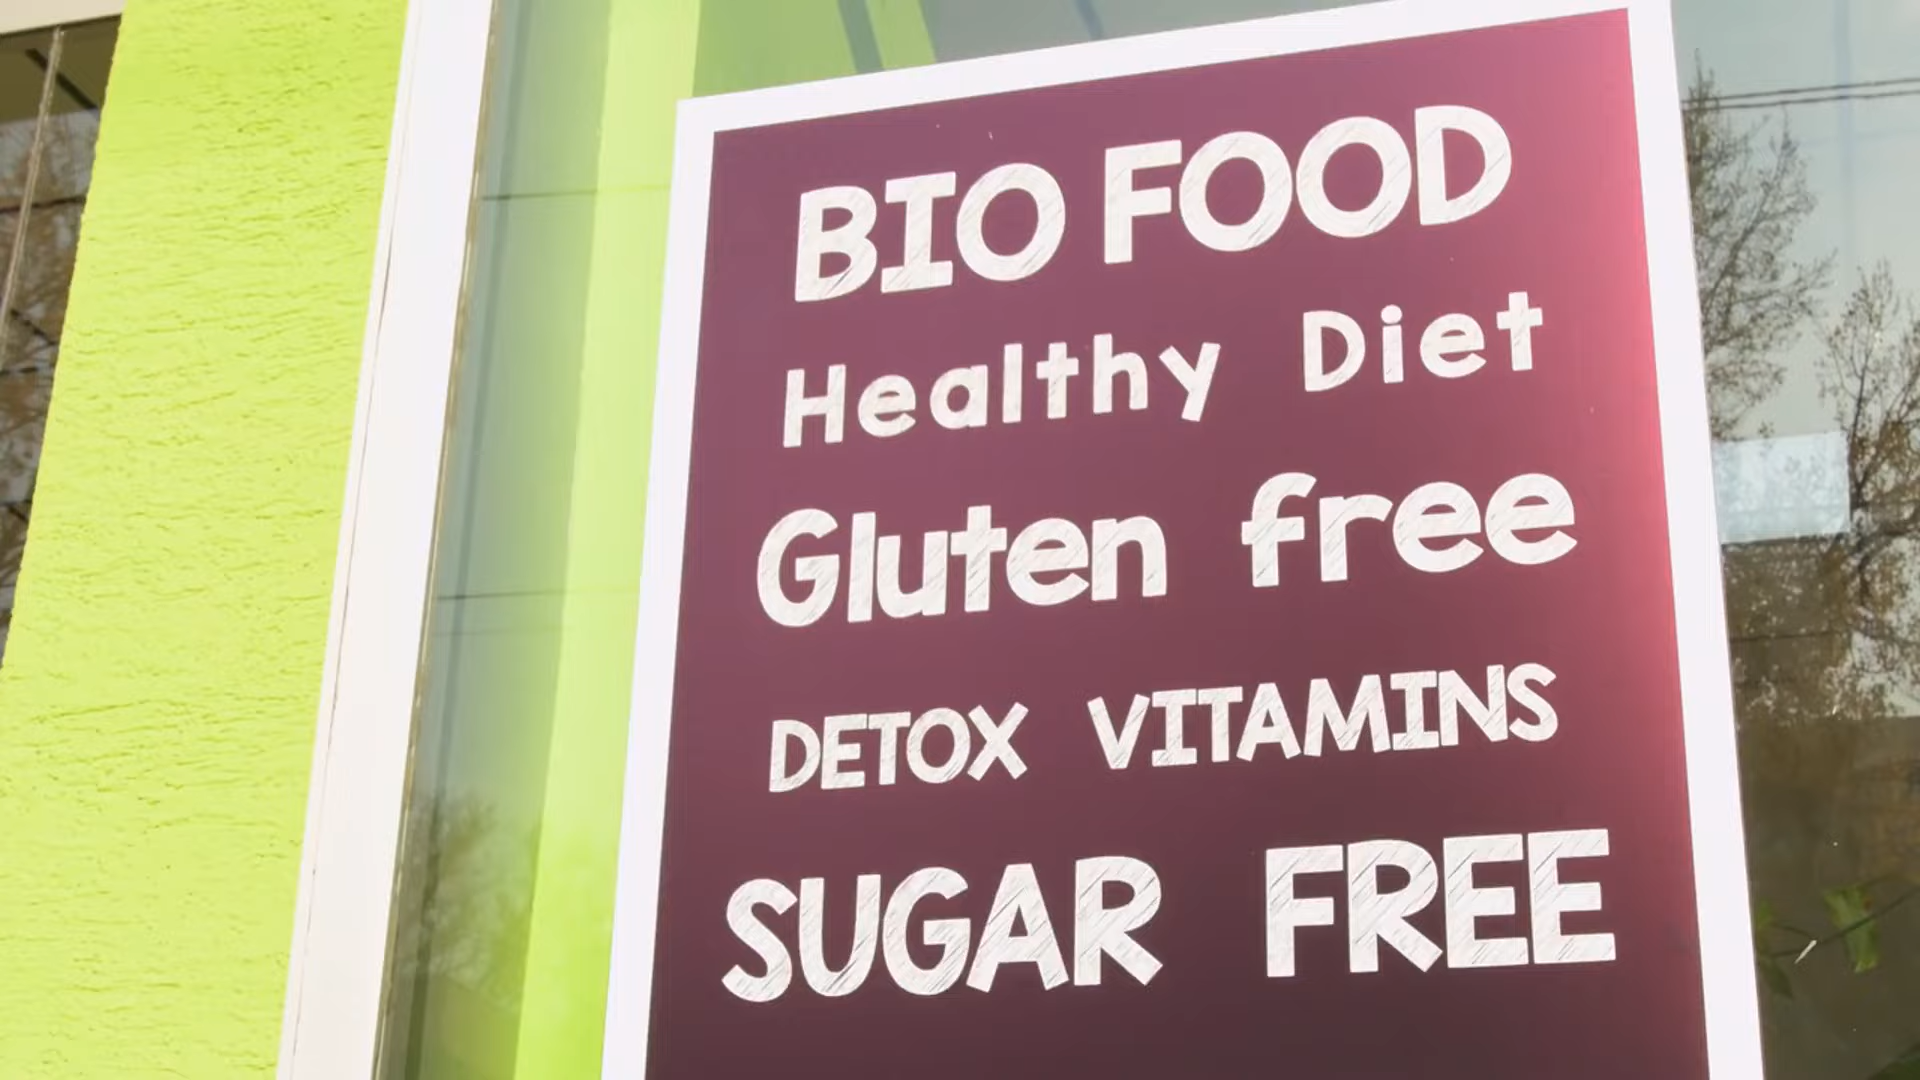 BIO FOOD
Healthy Diet
Gluten free
DETOX VITAMINS
SUGAR FREE